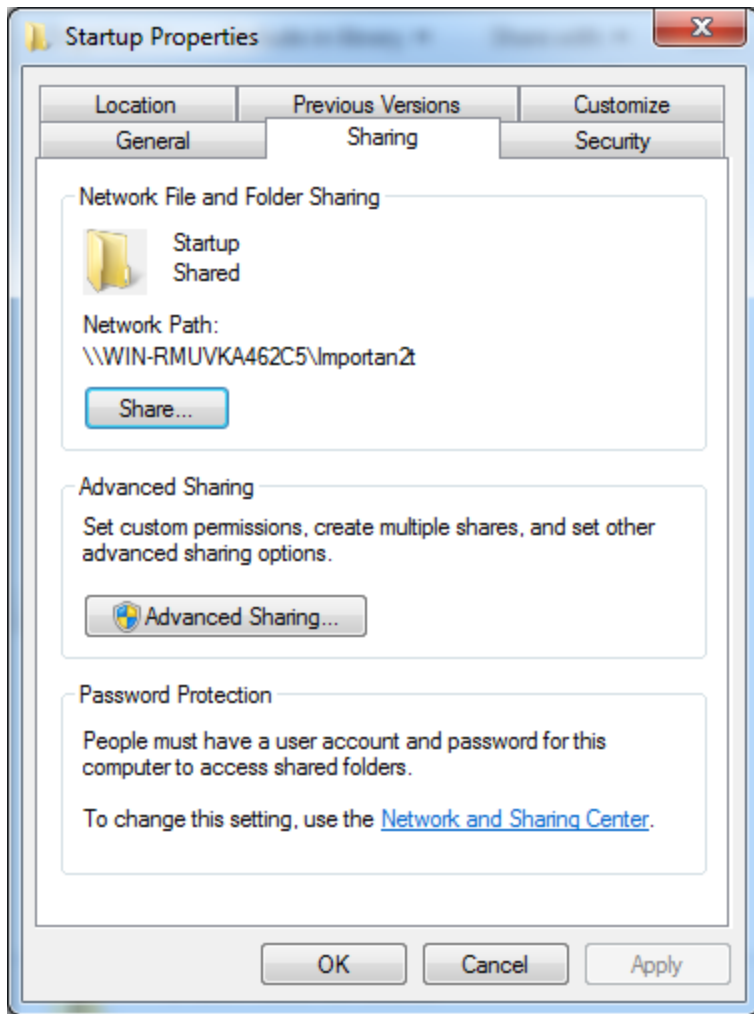 Startup Properties
Location
Previous Versions
Customize
General
Sharing
Security
Network File and Folder Sharing
Startup
Shared
Network Path:
\\WIN-RMUVKA462C5\Importan2t
Share...
Advanced Sharing
Set custom permissions, create multiple shares, and set other
advanced sharing options.
Advanced Sharing...
Password Protection
People must have a user account and password for this
computer to access shared folders.
To change this setting, use the Network and Sharing Center.
OK
Cancel
Apply